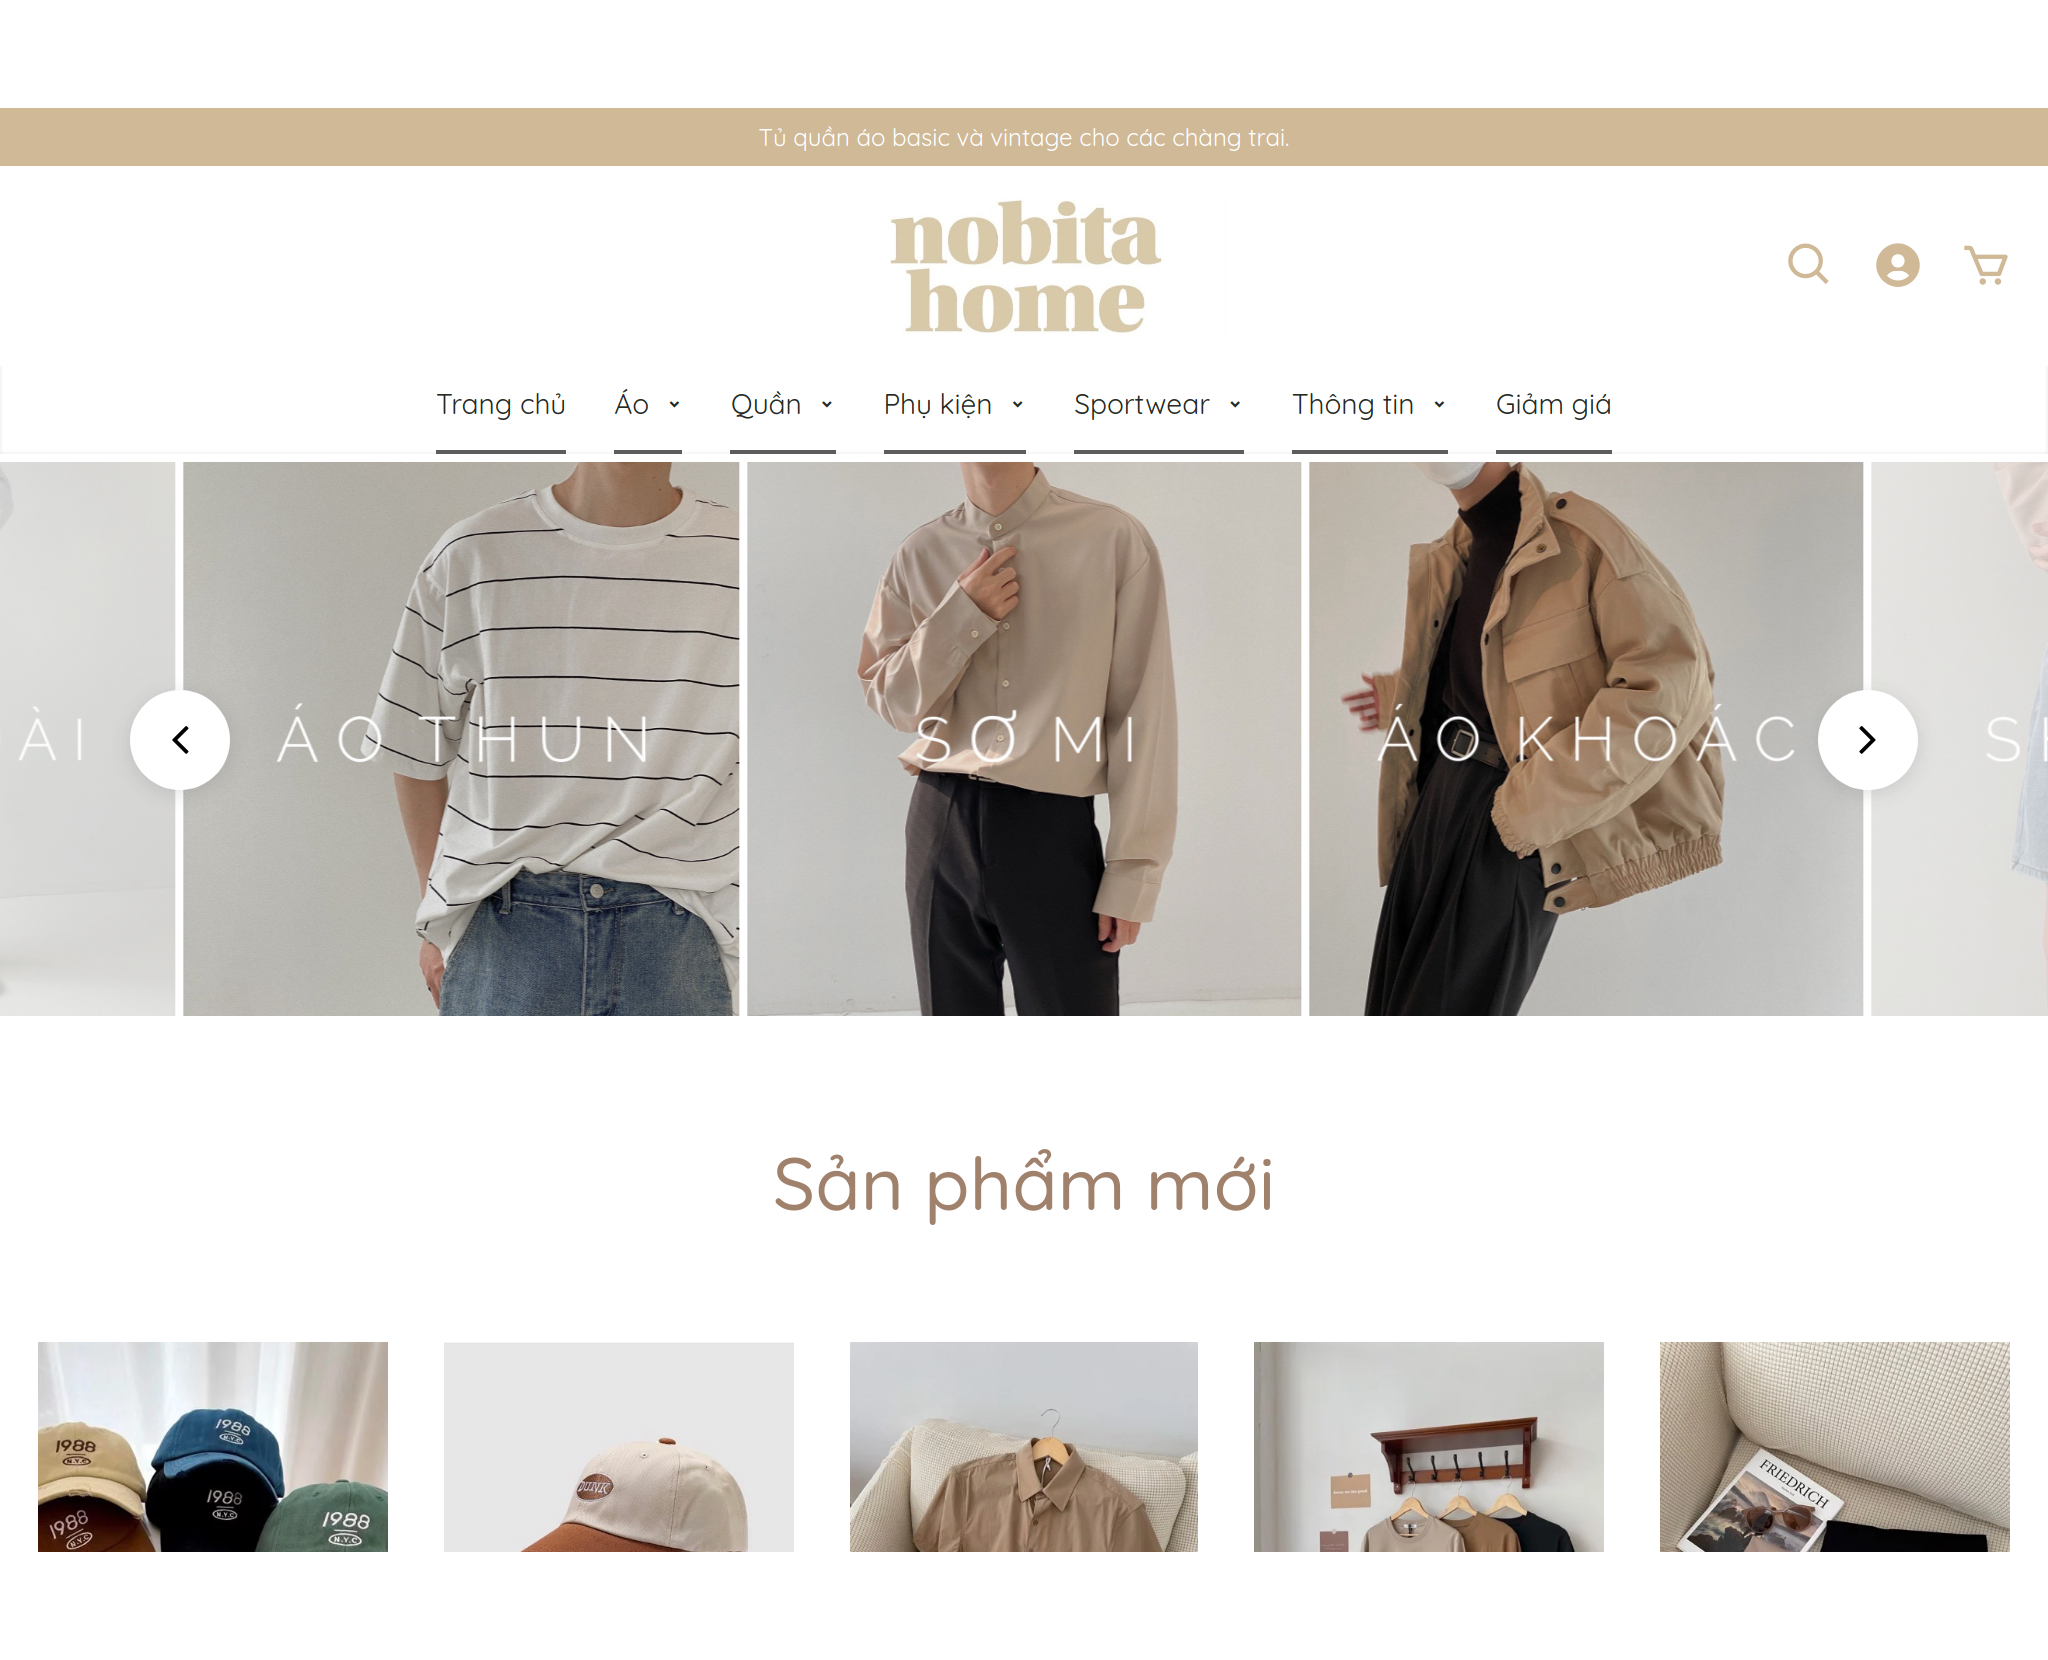 Tủ quần áo basic và vintage cho các chàng trai.
nobita
home
Trang chủ Áo Quần Phụ kiện Sportwear Thông tin Giảm giá
ÀI ÁO THUN SƠ MI ÁO KHOÁC
Sản phẩm mới
1988
N.Y.C
1988
N.Y.C
1988
N.Y.C
1988
N.Y.C
1988
N.Y.C
DUNK
FRIEDRICH